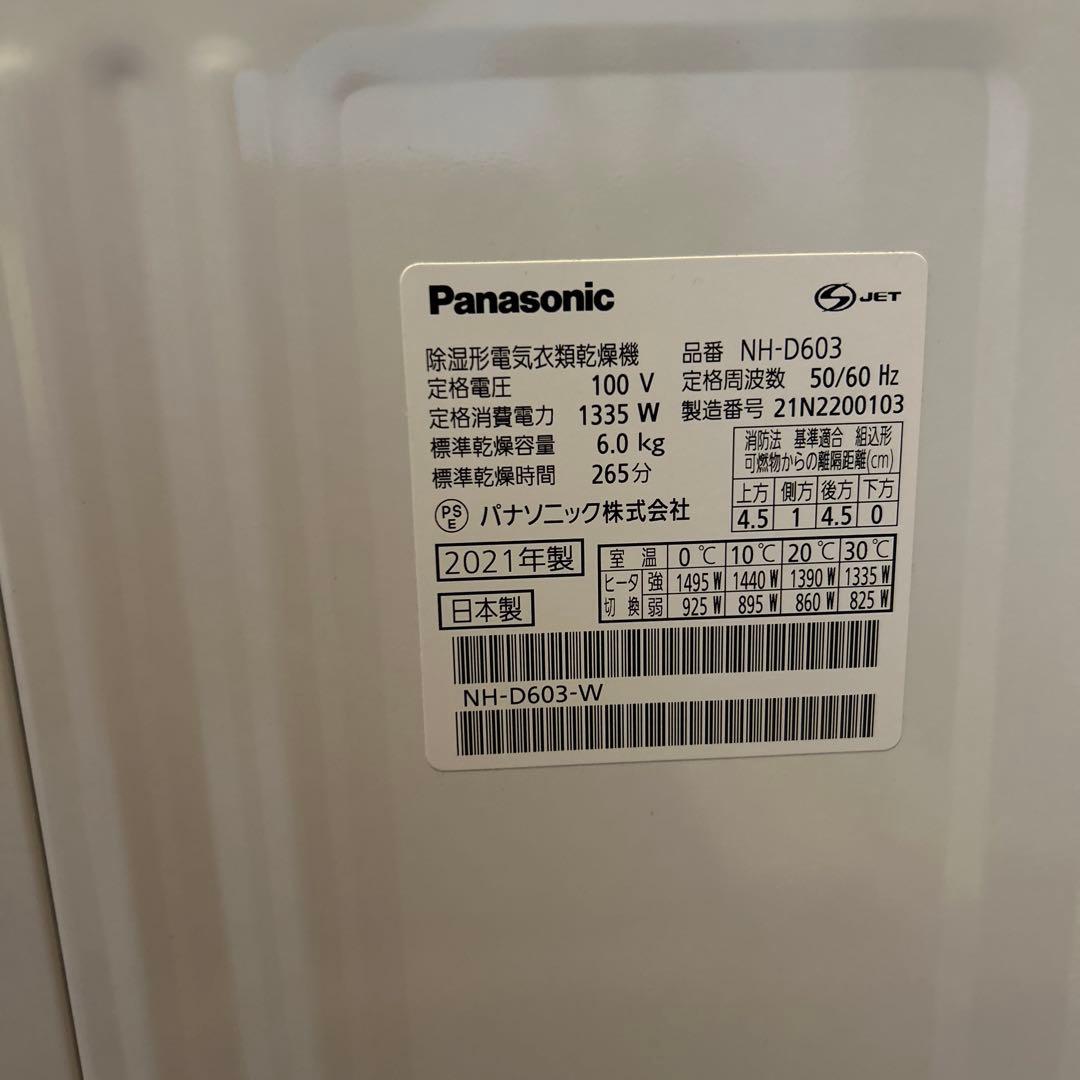 Panasonic
S JET
除湿形電気衣類乾燥機 品番 NH-D603
定格電圧 100 V 定格周波数 50/60 Hz
定格消費電力 1335 W 製造番号 21N2200103
標準乾燥容量 6.0 kg
標準乾燥時間 265分
消防法 基準適合 組込形
可燃物からの離隔距離(cm)
上方 側方 後方 下方
4.5 1 4.5 0
PS E パナソニック株式会社
2021年製
日本製
室温 0℃ 10℃ 20℃ 30℃
ヒータ 強 1495 W 1440 W 1390 W 1335 W
切換 弱 925 W 895 W 860 W 825 W
NH-D603-W